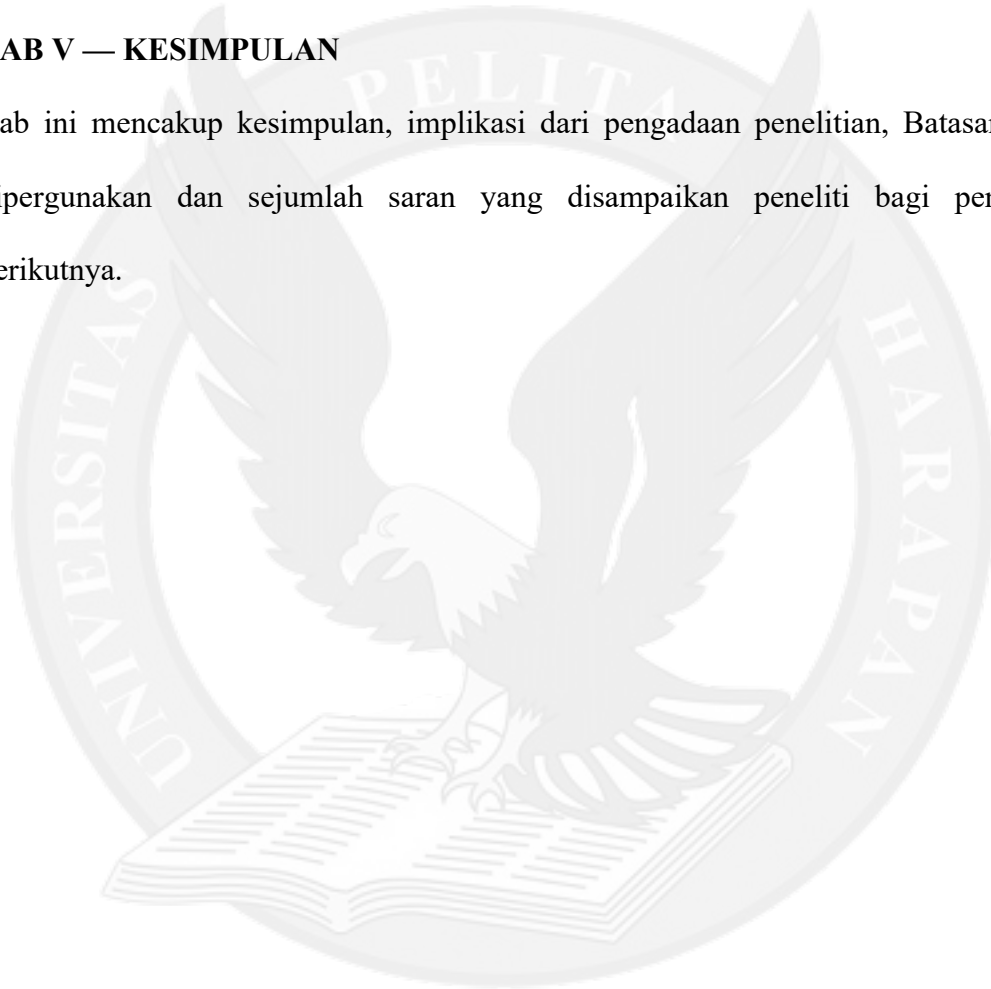 AB V — KESIMPULAN
ab ini mencakup kesimpulan, implikasi dari pengadaan penelitian, Batasan
ipergunakan dan sejumlah saran yang disampaikan peneliti bagi
erikutnya.
UNIVERSITAS PELITA HARAPAN